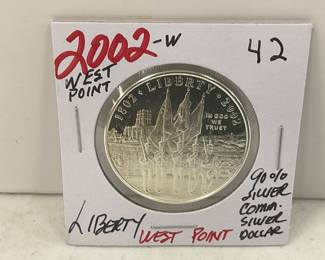 2002-W
WEST
POINT
42
1802 • LIBERTY • 2002
IN GOD
WE
TRUST
90%
SILVER
COMM.
SILVER
DOLLAR
LIBERTY
WEST POINT